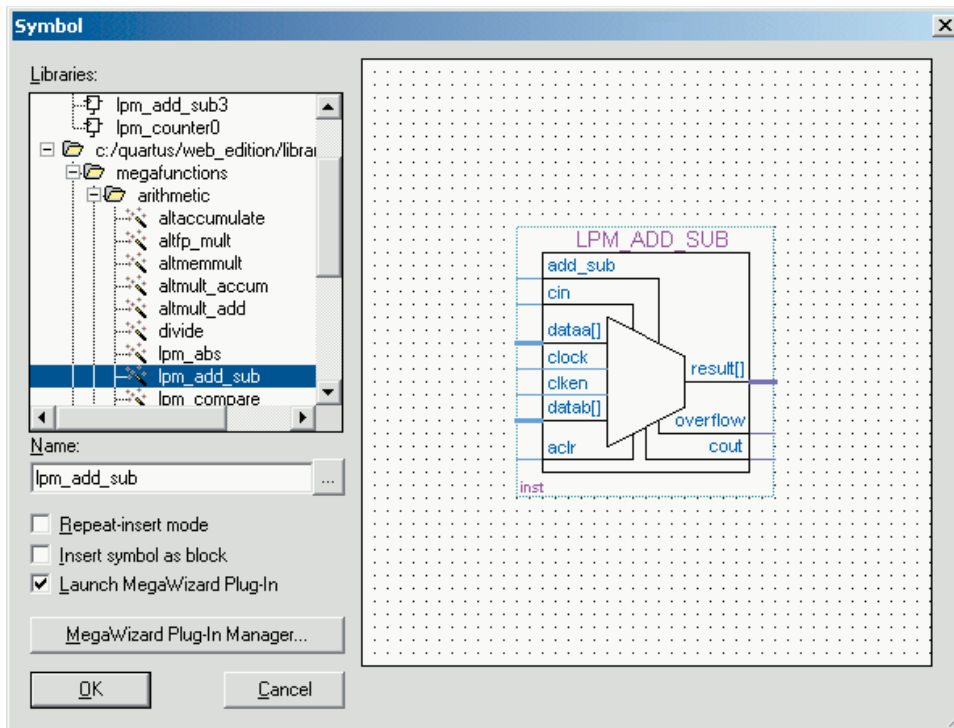 Symbol
Libraries:
lpm_add_sub3
lpm_counter0
c:/quartus/web_edition/librar
megafunctions
arithmetic
altaccumulate
altfp_mult
altmemmult
altmult_accum
altmult_add
divide
lpm_abs
lpm_add_sub
lpm_compare
Name:
lpm_add_sub
...
Repeat-insert mode
Insert symbol as block
Launch MegaWizard Plug-In
MegaWizard Plug-In Manager...
OK
Cancel
LPM_ADD_SUB
add_sub
cin
dataa[]
clock
clken
datab[]
aclr
result[]
overflow
cout
inst